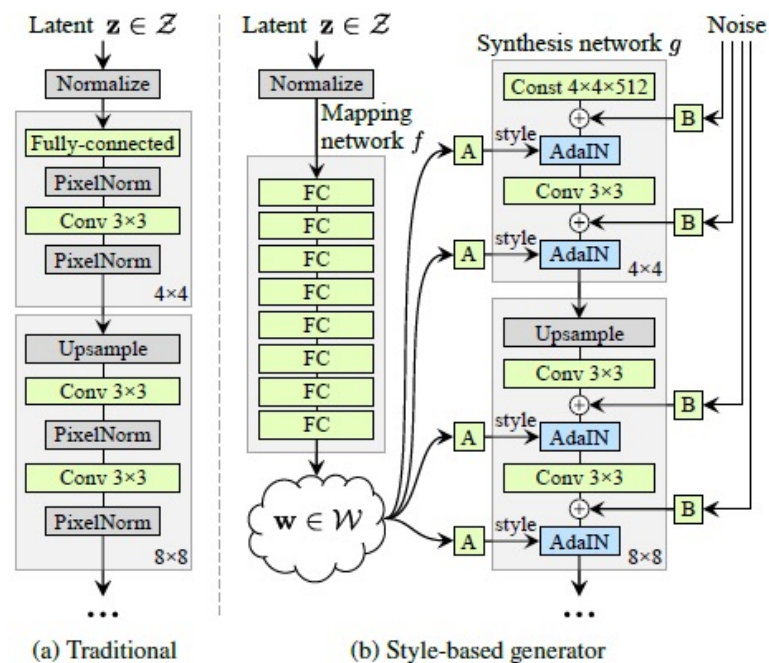 Latent z ∈ Z
Normalize
Fully-connected
PixelNorm
Conv 3×3
PixelNorm
4×4
Upsample
Conv 3×3
PixelNorm
Conv 3×3
PixelNorm
8×8
...
(a) Traditional
Latent z ∈ Z
Normalize
Mapping
network f
FC
FC
FC
FC
FC
FC
FC
FC
w ∈ W
Noise
Synthesis network g
Const 4×4×512
B
A
style
AdaIN
Conv 3×3
B
A
style
AdaIN
4×4
Upsample
Conv 3×3
B
A
style
AdaIN
Conv 3×3
B
A
style
AdaIN
8×8
...
(b) Style-based generator